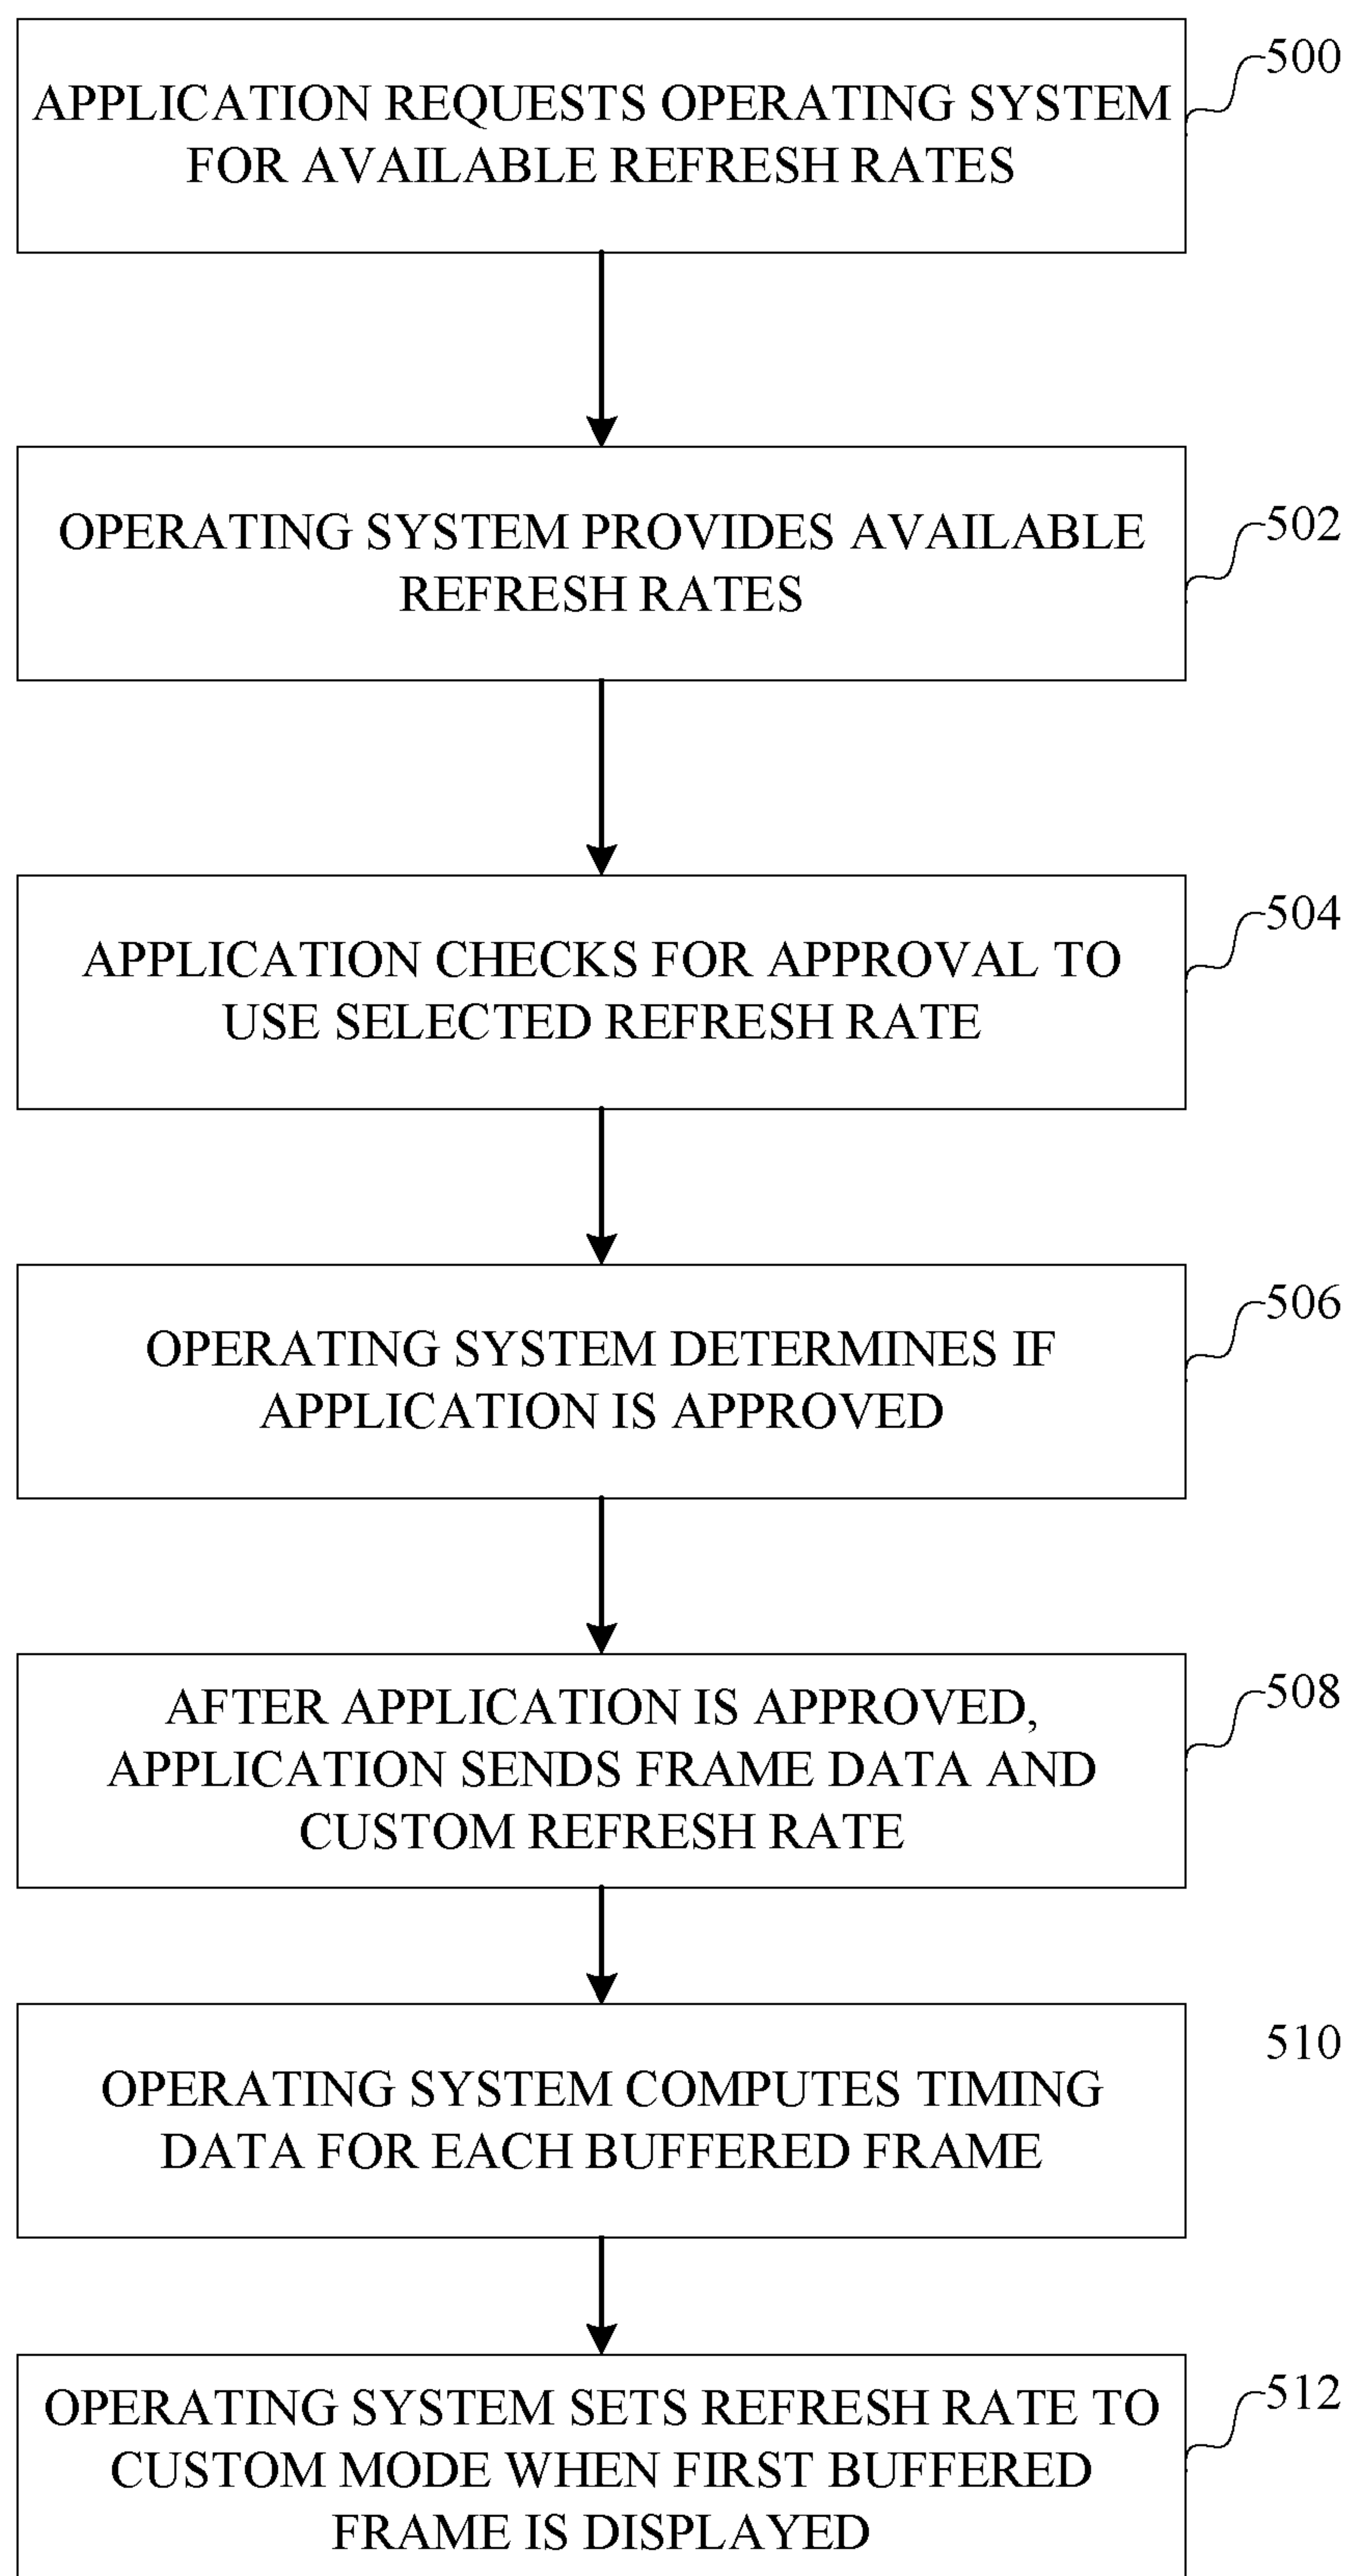 500
APPLICATION REQUESTS OPERATING SYSTEM
FOR AVAILABLE REFRESH RATES
502
OPERATING SYSTEM PROVIDES AVAILABLE
REFRESH RATES
504
APPLICATION CHECKS FOR APPROVAL TO
USE SELECTED REFRESH RATE
506
OPERATING SYSTEM DETERMINES IF
APPLICATION IS APPROVED
508
AFTER APPLICATION IS APPROVED,
APPLICATION SENDS FRAME DATA AND
CUSTOM REFRESH RATE
510
OPERATING SYSTEM COMPUTES TIMING
DATA FOR EACH BUFFERED FRAME
512
OPERATING SYSTEM SETS REFRESH RATE TO
CUSTOM MODE WHEN FIRST BUFFERED
FRAME IS DISPLAYED